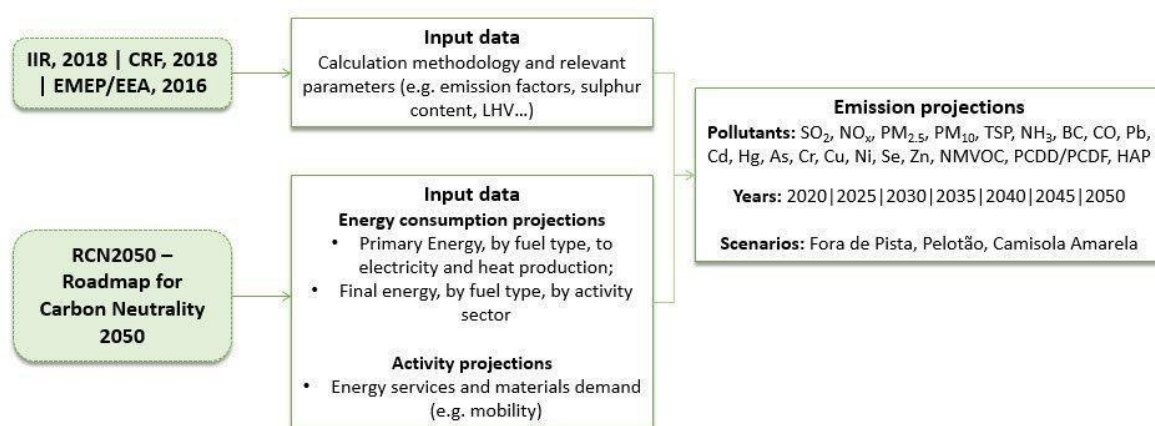 IIR, 2018 | CRF, 2018
| EMEP/EEA, 2016
Input data
Calculation methodology and relevant
parameters (e.g. emission factors, sulphur
content, LHV…)
RCN2050 –
Roadmap for
Carbon Neutrality
2050
Input data
Energy consumption projections
• Primary Energy, by fuel type, to
electricity and heat production;
• Final energy, by fuel type, by activity
sector
Activity projections
• Energy services and materials demand
(e.g. mobility)
Emission projections
Pollutants: SO₂, NOₓ, PM₂.₅, PM₁₀, TSP, NH₃, BC, CO, Pb,
Cd, Hg, As, Cr, Cu, Ni, Se, Zn, NMVOC, PCDD/PCDF, HAP
Years: 2020|2025|2030|2035|2040|2045|2050
Scenarios: Fora de Pista, Pelotão, Camisola Amarela